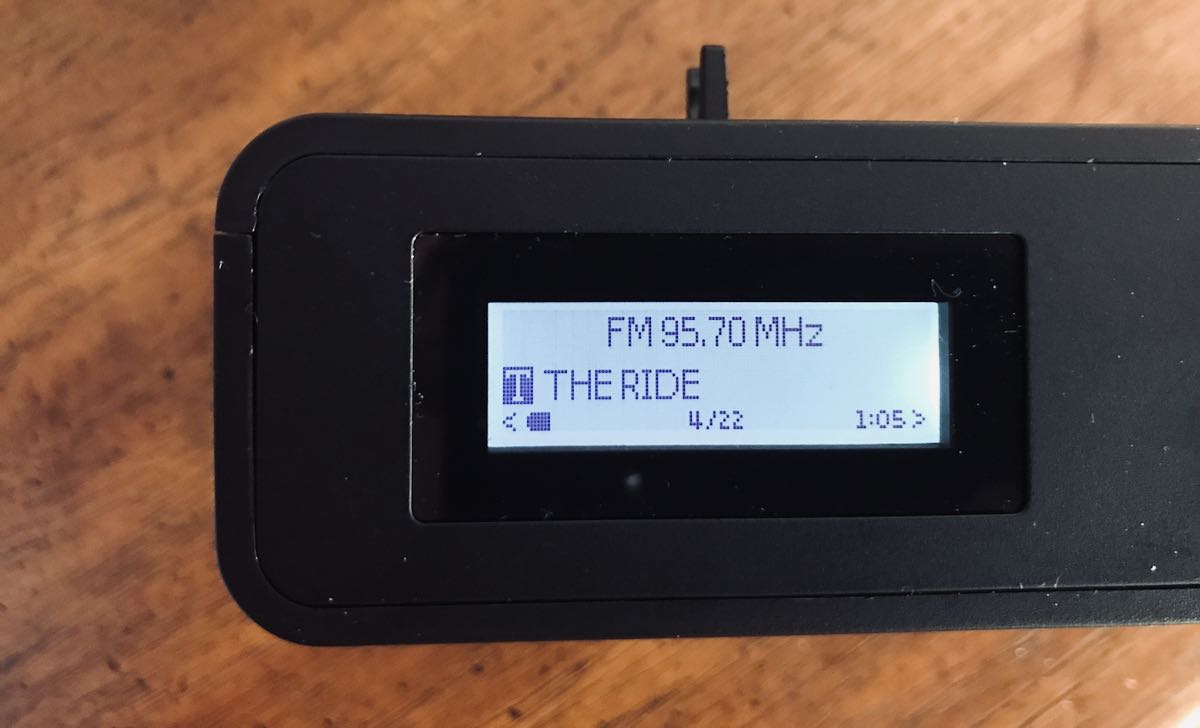 FM 95.70 MHz
T THE RIDE
< 4/22 1:05 >